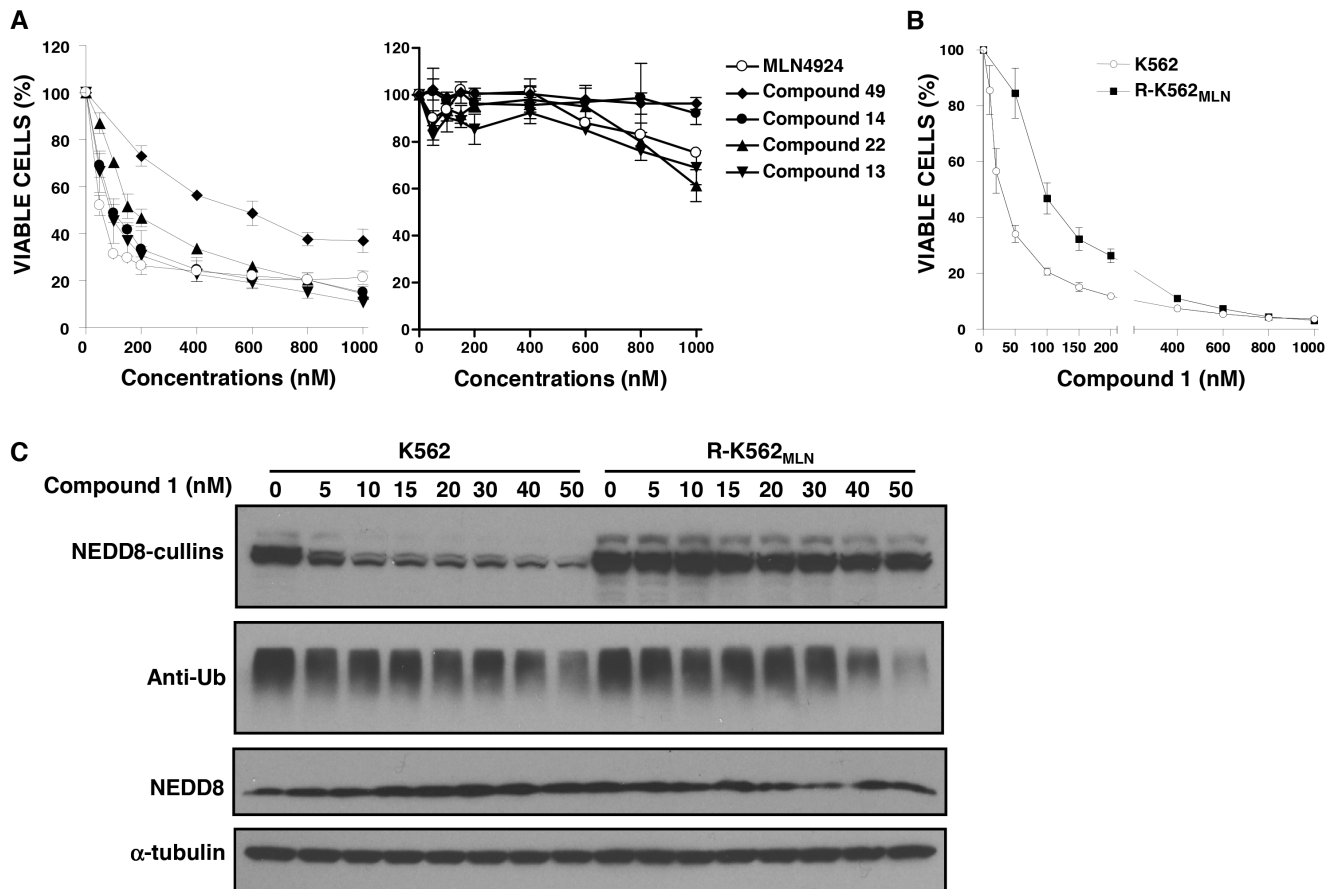 A
VIABLE CELLS (%)
120
100
80
60
40
20
0
0 200 400 600 800 1000
Concentrations (nM)
120
100
80
60
40
20
0
0 200 400 600 800 1000
Concentrations (nM)
MLN4924
Compound 49
Compound 14
Compound 22
Compound 13
B
VIABLE CELLS (%)
100
80
60
40
20
0
0 50 100 150 200 400 600 800 1000
Compound 1 (nM)
K562
R-K562MLN
C
K562 R-K562MLN
Compound 1 (nM) 0 5 10 15 20 30 40 50 0 5 10 15 20 30 40 50
NEDD8-cullins
Anti-Ub
NEDD8
α-tubulin